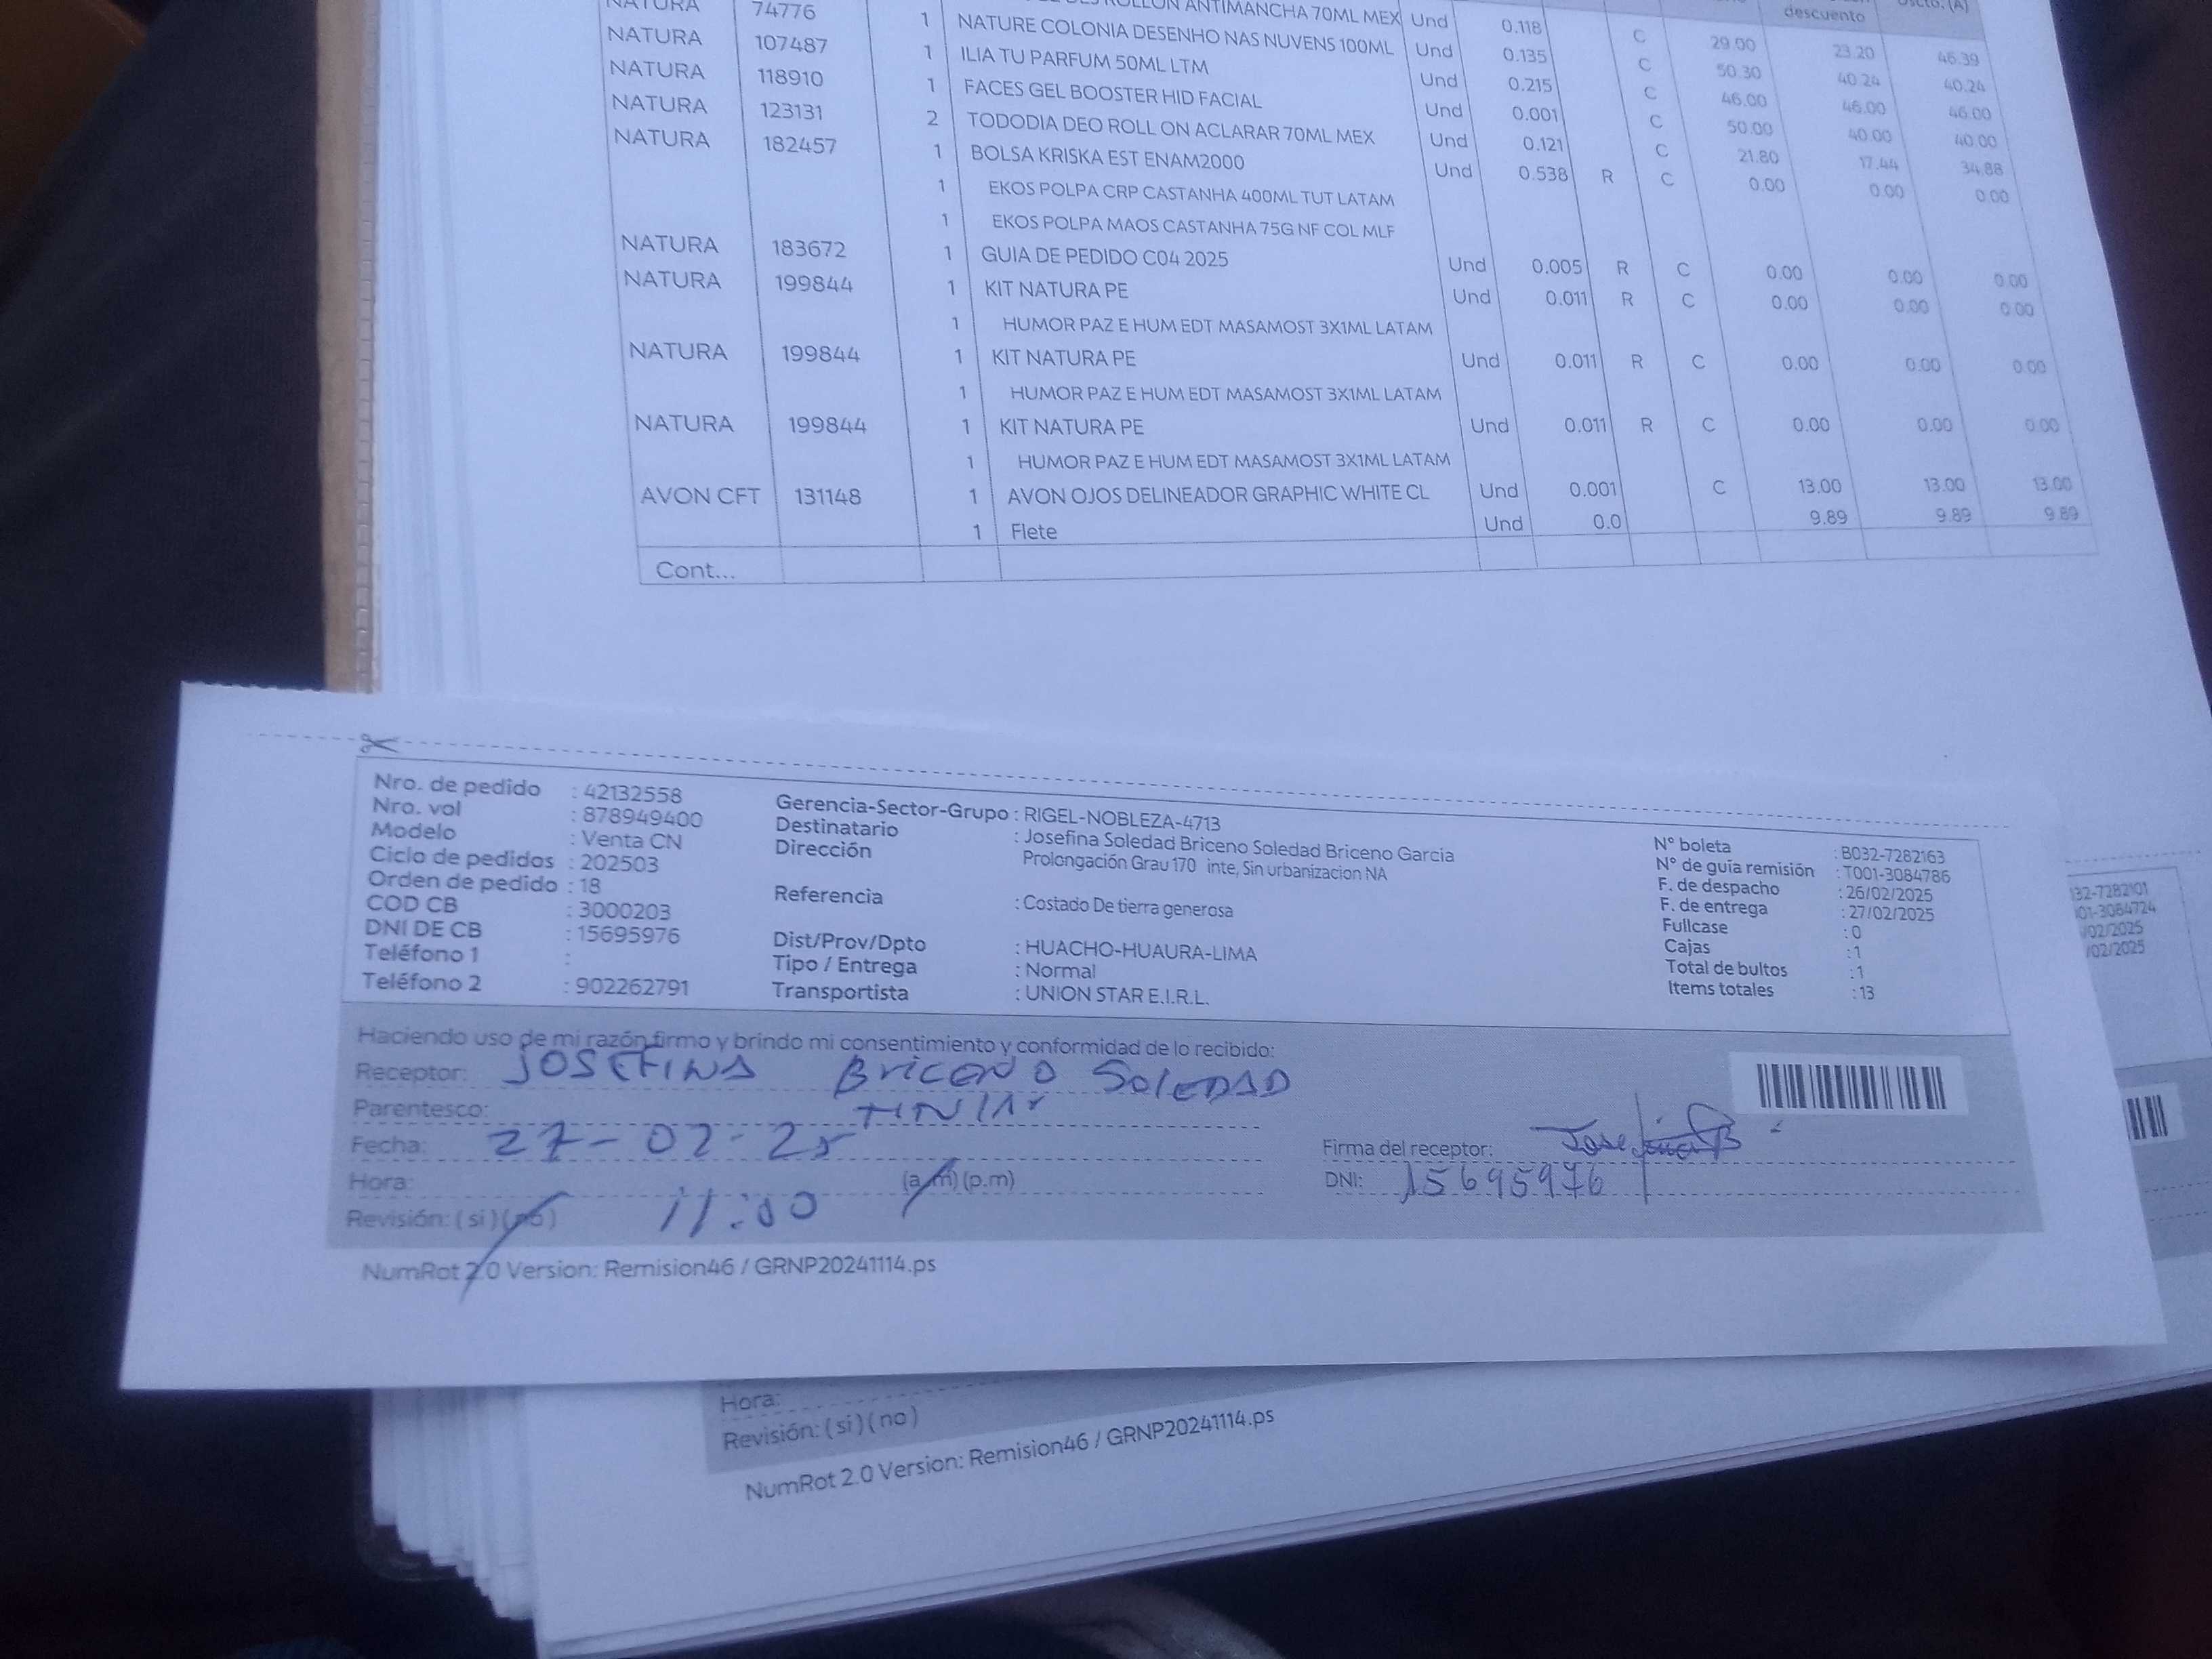 descuento
NATURA 74776 1 NATURE COLONIA DESENHO NAS NUVENS 100ML Und 0.118 C 29.00 23.20 46.39
NATURA 107487 1 ILIA TU PARFUM 50ML LTM Und 0.135 C 50.30 40.24 40.24
NATURA 118910 1 FACES GEL BOOSTER HID FACIAL Und 0.215 C 46.00 46.00 46.00
NATURA 123131 2 TODODIA DEO ROLL ON ACLARAR 70ML MEX Und 0.001 C 50.00 40.00 40.00
NATURA 182457 1 BOLSA KRISKA EST ENAM2000 Und 0.121 C 21.80 17.44 34.88
1 EKOS POLPA CRP CASTANHA 400ML TUT LATAM Und 0.538 R C 0.00 0.00 0.00
1 EKOS POLPA MAOS CASTANHA 75G NF COL MLF
NATURA 183672 1 GUIA DE PEDIDO C04 2025 Und 0.005 R C 0.00 0.00 0.00
NATURA 199844 1 KIT NATURA PE Und 0.011 R C 0.00 0.00 0.00
1 HUMOR PAZ E HUM EDT MASAMOST 3X1ML LATAM
NATURA 199844 1 KIT NATURA PE Und 0.011 R C 0.00 0.00 0.00
1 HUMOR PAZ E HUM EDT MASAMOST 3X1ML LATAM
NATURA 199844 1 KIT NATURA PE Und 0.011 R C 0.00 0.00 0.00
1 HUMOR PAZ E HUM EDT MASAMOST 3X1ML LATAM
AVON CFT 131148 1 AVON OJOS DELINEADOR GRAPHIC WHITE CL Und 0.001 C 13.00 13.00 13.00
1 Flete Und 0.0 9.89 9.89 9.89
Cont...
Nro. de pedido : 42132558
Nro. vol : 878949400
Modelo : Venta CN
Ciclo de pedidos : 202503
Orden de pedido : 18
COD CB : 3000203
DNI DE CB : 15695976
Teléfono 1 :
Teléfono 2 : 902262791
Gerencia-Sector-Grupo : RIGEL-NOBLEZA-4713
Destinatario : Josefina Soledad Briceno Soledad Briceno Garcia
Dirección Prolongación Grau 170 inte, Sin urbanizacion NA
Referencia : Costado De tierra generosa
Dist/Prov/Dpto : HUACHO-HUAURA-LIMA
Tipo / Entrega : Normal
Transportista : UNION STAR E.I.R.L.
N° boleta : B032-7282163
N° de guía remisión : T001-3084786
F. de despacho : 26/02/2025
F. de entrega : 27/02/2025
Fullcase : 0
Cajas : 1
Total de bultos : 1
Items totales : 13
32-7282101
01-3084724
/02/2025
/02/2025
Haciendo uso de mi razón firmo y brindo mi consentimiento y conformidad de lo recibido:
Receptor: JOSEFINA BRICENO SOLEDAD
Parentesco:
Fecha: 27-02-25
Hora: 11:00 (a.m) (p.m)
Revisión: ( si ) ( no )
Firma del receptor:
DNI: 15695976
NumRot 2.0 Version: Remision46 / GRNP20241114.ps
Hora:
Revisión: ( si ) ( no )
NumRot 2.0 Version: Remision46 / GRNP20241114.ps